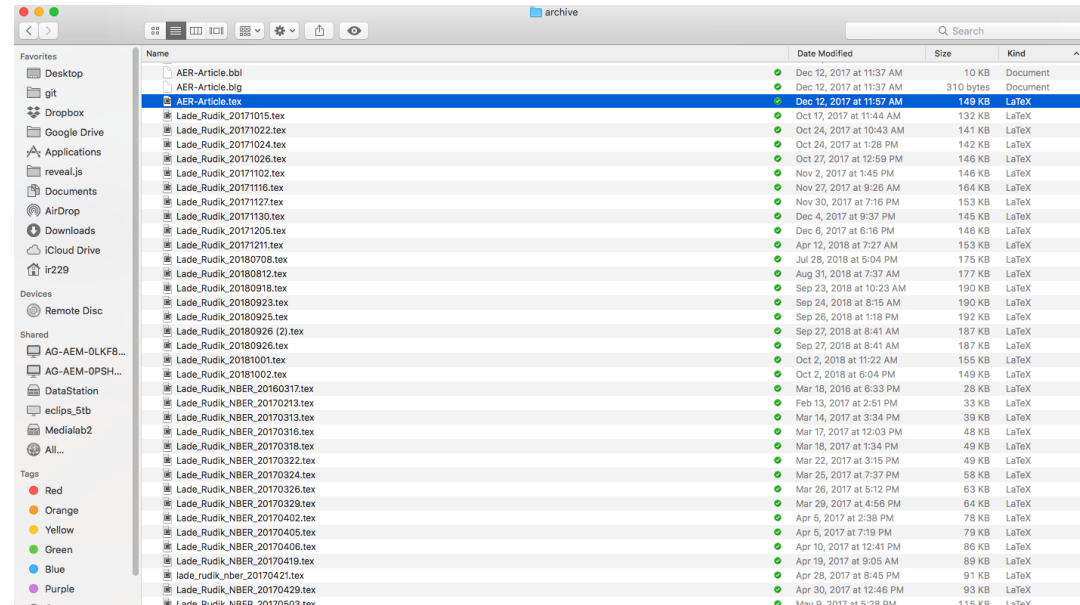 archive
Search
Favorites
Desktop
git
Dropbox
Google Drive
Applications
reveal.js
Documents
AirDrop
Downloads
iCloud Drive
ir229
Devices
Remote Disc
Shared
AG-AEM-0LKF8...
AG-AEM-0PSH...
DataStation
eclips_5tb
Medialab2
All...
Tags
Red
Orange
Yellow
Green
Blue
Purple
Name Date Modified Size Kind
AER-Article.bbl Dec 12, 2017 at 11:37 AM 10 KB Document
AER-Article.blg Dec 12, 2017 at 11:37 AM 310 bytes Document
AER-Article.tex Dec 12, 2017 at 11:57 AM 149 KB LaTeX
Lade_Rudik_20171015.tex Oct 17, 2017 at 11:44 AM 132 KB LaTeX
Lade_Rudik_20171022.tex Oct 24, 2017 at 10:43 AM 141 KB LaTeX
Lade_Rudik_20171024.tex Oct 24, 2017 at 1:28 PM 142 KB LaTeX
Lade_Rudik_20171026.tex Oct 27, 2017 at 12:59 PM 146 KB LaTeX
Lade_Rudik_20171102.tex Nov 2, 2017 at 1:45 PM 146 KB LaTeX
Lade_Rudik_20171116.tex Nov 27, 2017 at 9:26 AM 164 KB LaTeX
Lade_Rudik_20171127.tex Nov 30, 2017 at 7:16 PM 153 KB LaTeX
Lade_Rudik_20171130.tex Dec 4, 2017 at 9:37 PM 145 KB LaTeX
Lade_Rudik_20171205.tex Dec 6, 2017 at 6:16 PM 146 KB LaTeX
Lade_Rudik_20171211.tex Apr 12, 2018 at 7:27 AM 153 KB LaTeX
Lade_Rudik_20180708.tex Jul 28, 2018 at 5:04 PM 175 KB LaTeX
Lade_Rudik_20180812.tex Aug 31, 2018 at 7:37 AM 177 KB LaTeX
Lade_Rudik_20180918.tex Sep 23, 2018 at 10:23 AM 190 KB LaTeX
Lade_Rudik_20180923.tex Sep 24, 2018 at 8:15 AM 190 KB LaTeX
Lade_Rudik_20180925.tex Sep 26, 2018 at 1:18 PM 192 KB LaTeX
Lade_Rudik_20180926 (2).tex Sep 27, 2018 at 8:41 AM 187 KB LaTeX
Lade_Rudik_20180926.tex Sep 27, 2018 at 8:41 AM 187 KB LaTeX
Lade_Rudik_20181001.tex Oct 2, 2018 at 11:22 AM 155 KB LaTeX
Lade_Rudik_20181002.tex Oct 2, 2018 at 6:04 PM 149 KB LaTeX
Lade_Rudik_NBER_20160317.tex Mar 18, 2016 at 6:33 PM 28 KB LaTeX
Lade_Rudik_NBER_20170213.tex Feb 13, 2017 at 2:51 PM 33 KB LaTeX
Lade_Rudik_NBER_20170313.tex Mar 14, 2017 at 3:34 PM 39 KB LaTeX
Lade_Rudik_NBER_20170316.tex Mar 17, 2017 at 12:03 PM 48 KB LaTeX
Lade_Rudik_NBER_20170318.tex Mar 18, 2017 at 1:34 PM 49 KB LaTeX
Lade_Rudik_NBER_20170322.tex Mar 22, 2017 at 3:15 PM 49 KB LaTeX
Lade_Rudik_NBER_20170324.tex Mar 25, 2017 at 7:37 PM 58 KB LaTeX
Lade_Rudik_NBER_20170326.tex Mar 26, 2017 at 5:12 PM 63 KB LaTeX
Lade_Rudik_NBER_20170329.tex Mar 29, 2017 at 4:56 PM 64 KB LaTeX
Lade_Rudik_NBER_20170402.tex Apr 5, 2017 at 2:38 PM 78 KB LaTeX
Lade_Rudik_NBER_20170405.tex Apr 5, 2017 at 7:19 PM 79 KB LaTeX
Lade_Rudik_NBER_20170406.tex Apr 10, 2017 at 12:41 PM 86 KB LaTeX
Lade_Rudik_NBER_20170419.tex Apr 19, 2017 at 9:05 AM 89 KB LaTeX
lade_rudik_nber_20170421.tex Apr 28, 2017 at 8:45 PM 91 KB LaTeX
Lade_Rudik_NBER_20170429.tex Apr 30, 2017 at 12:46 PM 93 KB LaTeX
Lade_Rudik_NBER_20170503.tex May 9, 2017 at 5:28 PM 115 KB LaTeX